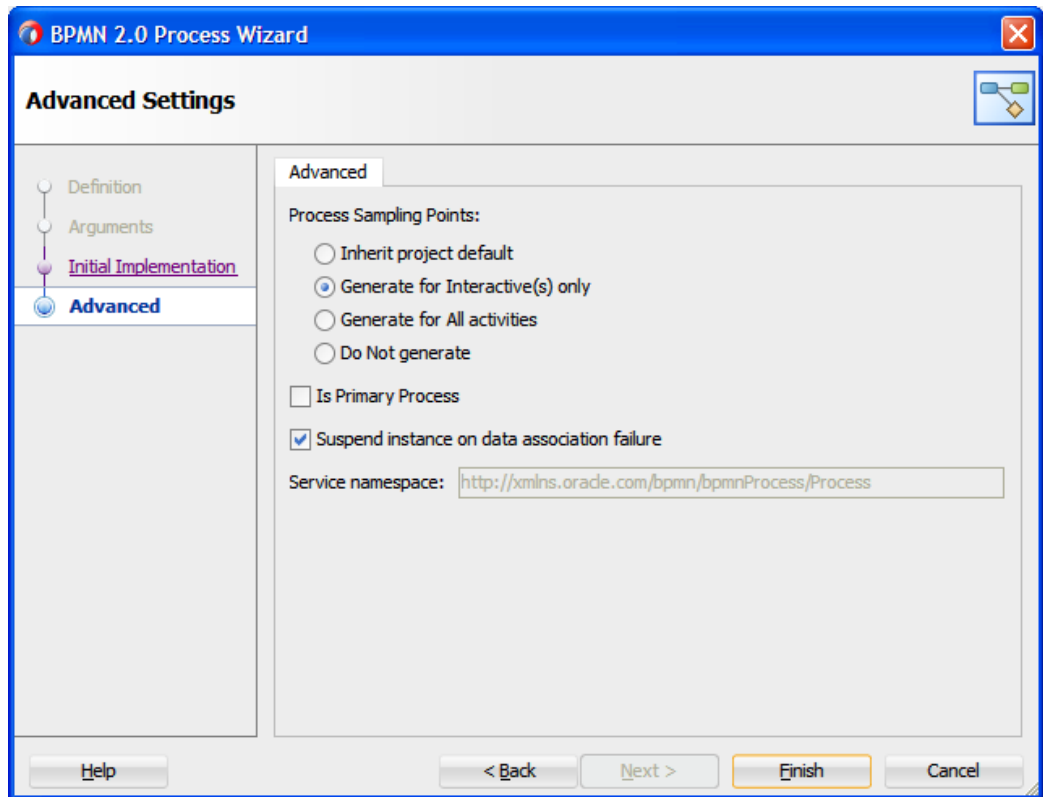 BPMN 2.0 Process Wizard
Advanced Settings
Definition
Arguments
Initial Implementation
Advanced
Advanced
Process Sampling Points:
Inherit project default
Generate for Interactive(s) only
Generate for All activities
Do Not generate
Is Primary Process
Suspend instance on data association failure
Service namespace: http://xmlns.oracle.com/bpmn/bpmnProcess/Process
Help
< Back
Next >
Finish
Cancel